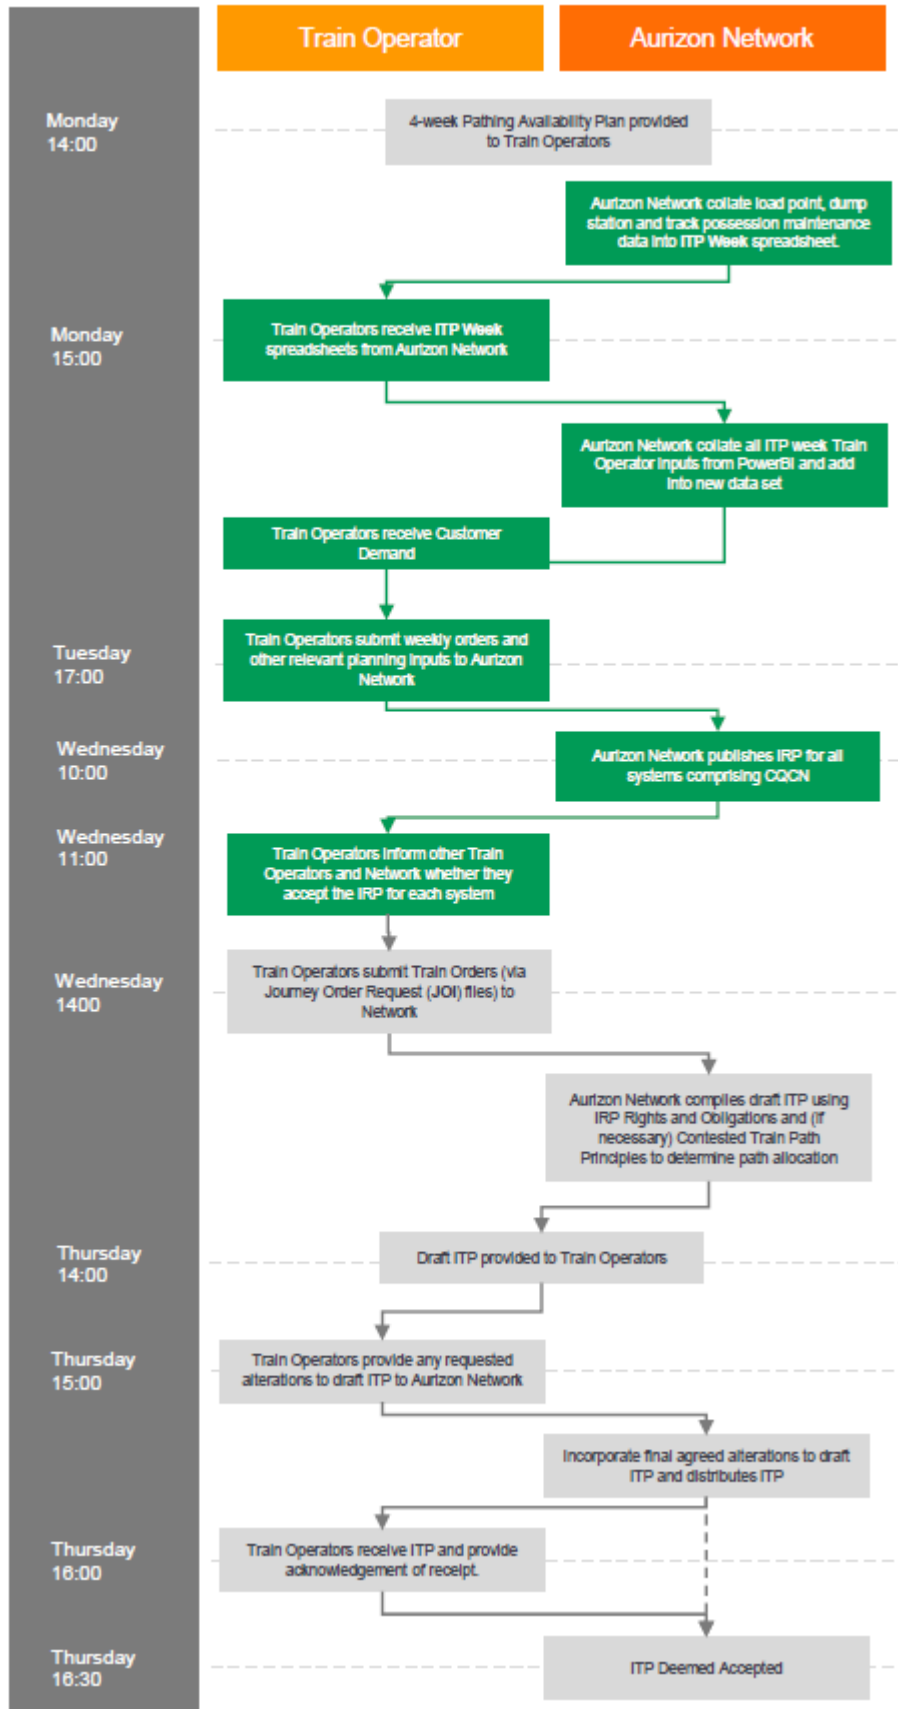 Train Operator
Aurizon Network
Monday
14:00
4-week Pathing Availability Plan provided
to Train Operators
Aurizon Network collate load point, dump
station and track possession maintenance
data into ITP Week spreadsheet.
Monday
15:00
Train Operators receive ITP Week
spreadsheets from Aurizon Network
Aurizon Network collate all ITP week Train
Operator inputs from PowerBI and add
into new data set
Train Operators receive Customer
Demand
Tuesday
17:00
Train Operators submit weekly orders and
other relevant planning inputs to Aurizon
Network
Wednesday
10:00
Aurizon Network publishes IRP for all
systems comprising CQCN
Wednesday
11:00
Train Operators inform other Train
Operators and Network whether they
accept the IRP for each system
Wednesday
1400
Train Operators submit Train Orders (via
Journey Order Request (JOI) files) to
Network
Aurizon Network compiles draft ITP using
IRP Rights and Obligations and (if
necessary) Contested Train Path
Principles to determine path allocation
Thursday
14:00
Draft ITP provided to Train Operators
Thursday
15:00
Train Operators provide any requested
alterations to draft ITP to Aurizon Network
Incorporate final agreed alterations to draft
ITP and distributes ITP
Thursday
16:00
Train Operators receive ITP and provide
acknowledgement of receipt.
Thursday
16:30
ITP Deemed Accepted